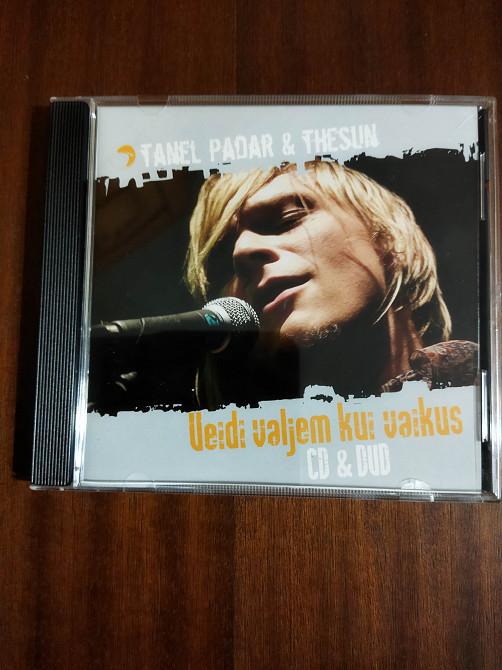 TANEL PADAR & THESUN
Veidi valjem kui vaikus
CD & DVD